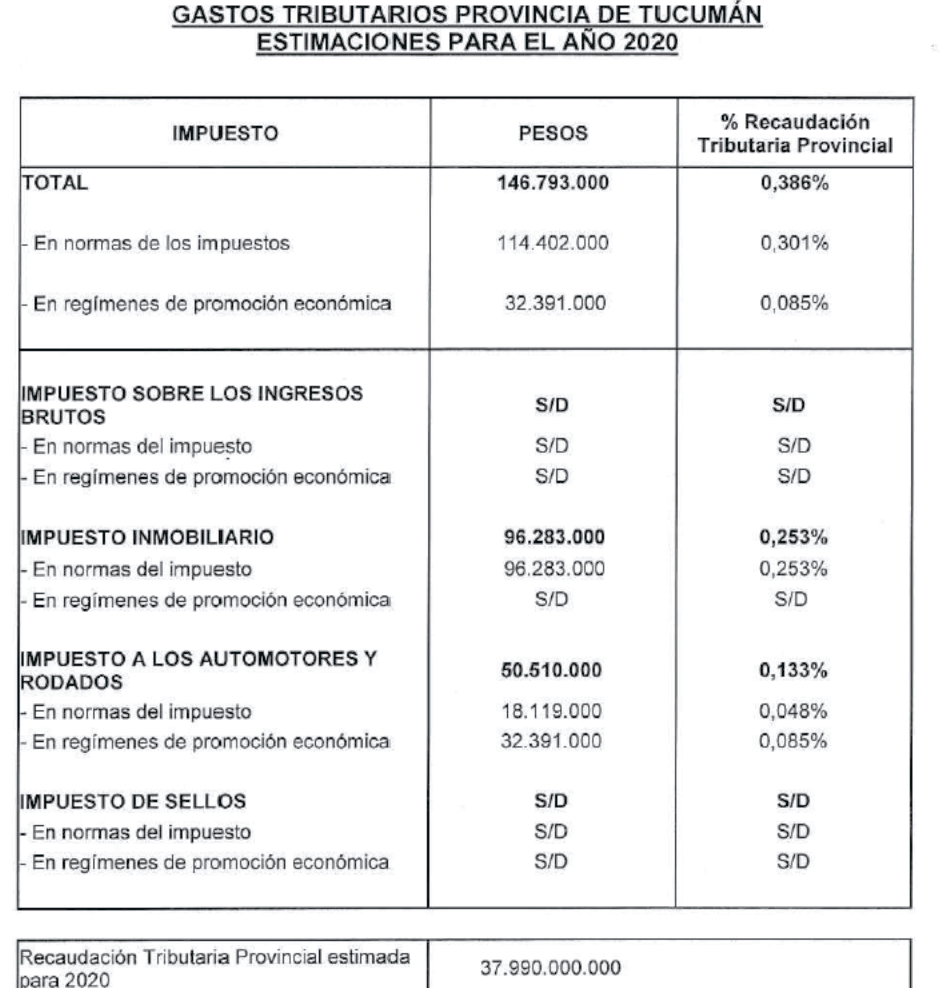 GASTOS TRIBUTARIOS PROVINCIA DE TUCUMÁN
ESTIMACIONES PARA EL AÑO 2020
IMPUESTO PESOS % Recaudación
Tributaria Provincial
TOTAL 146.793.000 0,386%
- En normas de los impuestos 114.402.000 0,301%
- En regímenes de promoción económica 32.391.000 0,085%
IMPUESTO SOBRE LOS INGRESOS
BRUTOS S/D S/D
- En normas del impuesto S/D S/D
- En regímenes de promoción económica S/D S/D
IMPUESTO INMOBILIARIO 96.283.000 0,253%
- En normas del impuesto 96.283.000 0,253%
- En regímenes de promoción económica S/D S/D
IMPUESTO A LOS AUTOMOTORES Y
RODADOS 50.510.000 0,133%
- En normas del impuesto 18.119.000 0,048%
- En regímenes de promoción económica 32.391.000 0,085%
IMPUESTO DE SELLOS S/D S/D
- En normas del impuesto S/D S/D
- En regímenes de promoción económica S/D S/D
Recaudación Tributaria Provincial estimada
para 2020 37.990.000.000